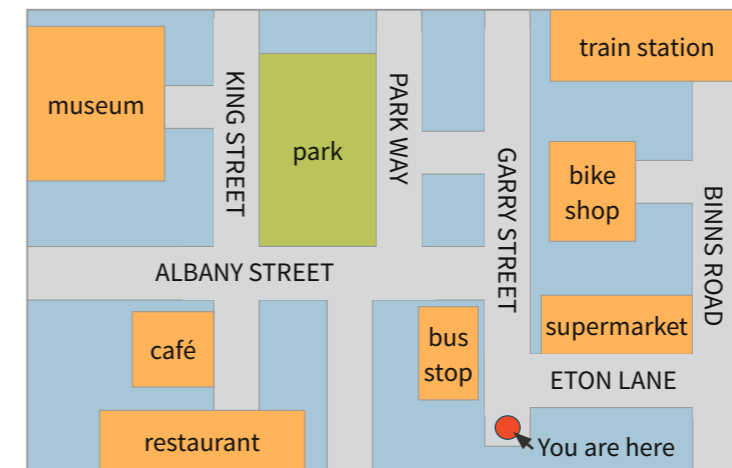 train station
museum
KING STREET
PARK WAY
park
GARRY STREET
bike
shop
BINNS ROAD
ALBANY STREET
café
bus
stop
supermarket
ETON LANE
restaurant
You are here